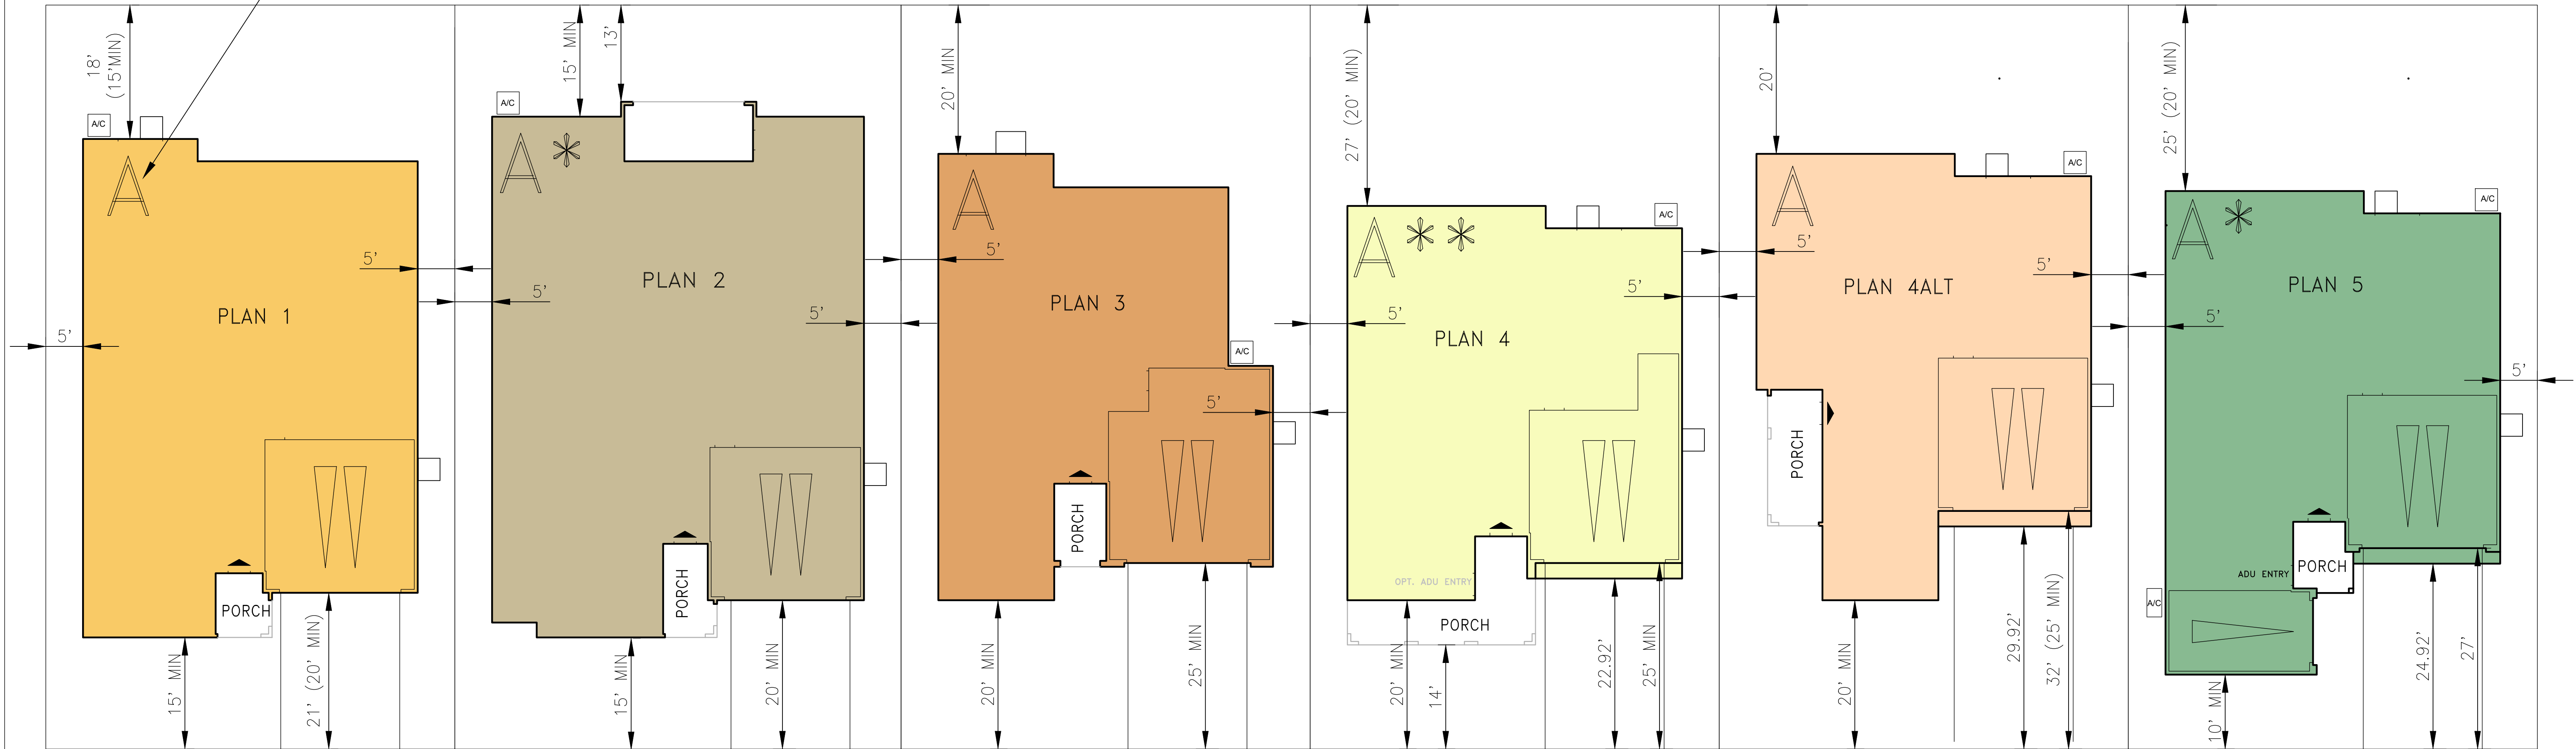 18'
(15'MIN)
A/C
A
5'
PLAN 1
5'
PORCH
15' MIN
21' (20' MIN)
15' MIN
13'
A/C
A*
5'
PLAN 2
5'
PORCH
15' MIN
20' MIN
20' MIN
A
5'
PLAN 3
A/C
5'
PORCH
20' MIN
25' MIN
27' (20' MIN)
A/C
A**
5'
5'
PLAN 4
OPT. ADU ENTRY
PORCH
20' MIN
14'
22.92'
25' MIN
20'
A/C
A
5'
5'
PLAN 4ALT
PORCH
20' MIN
29.92'
32' (25' MIN)
25' (20' MIN)
A/C
A*
PLAN 5
5'
5'
PORCH
ADU ENTRY
A/C
10' MIN
24.92'
27'